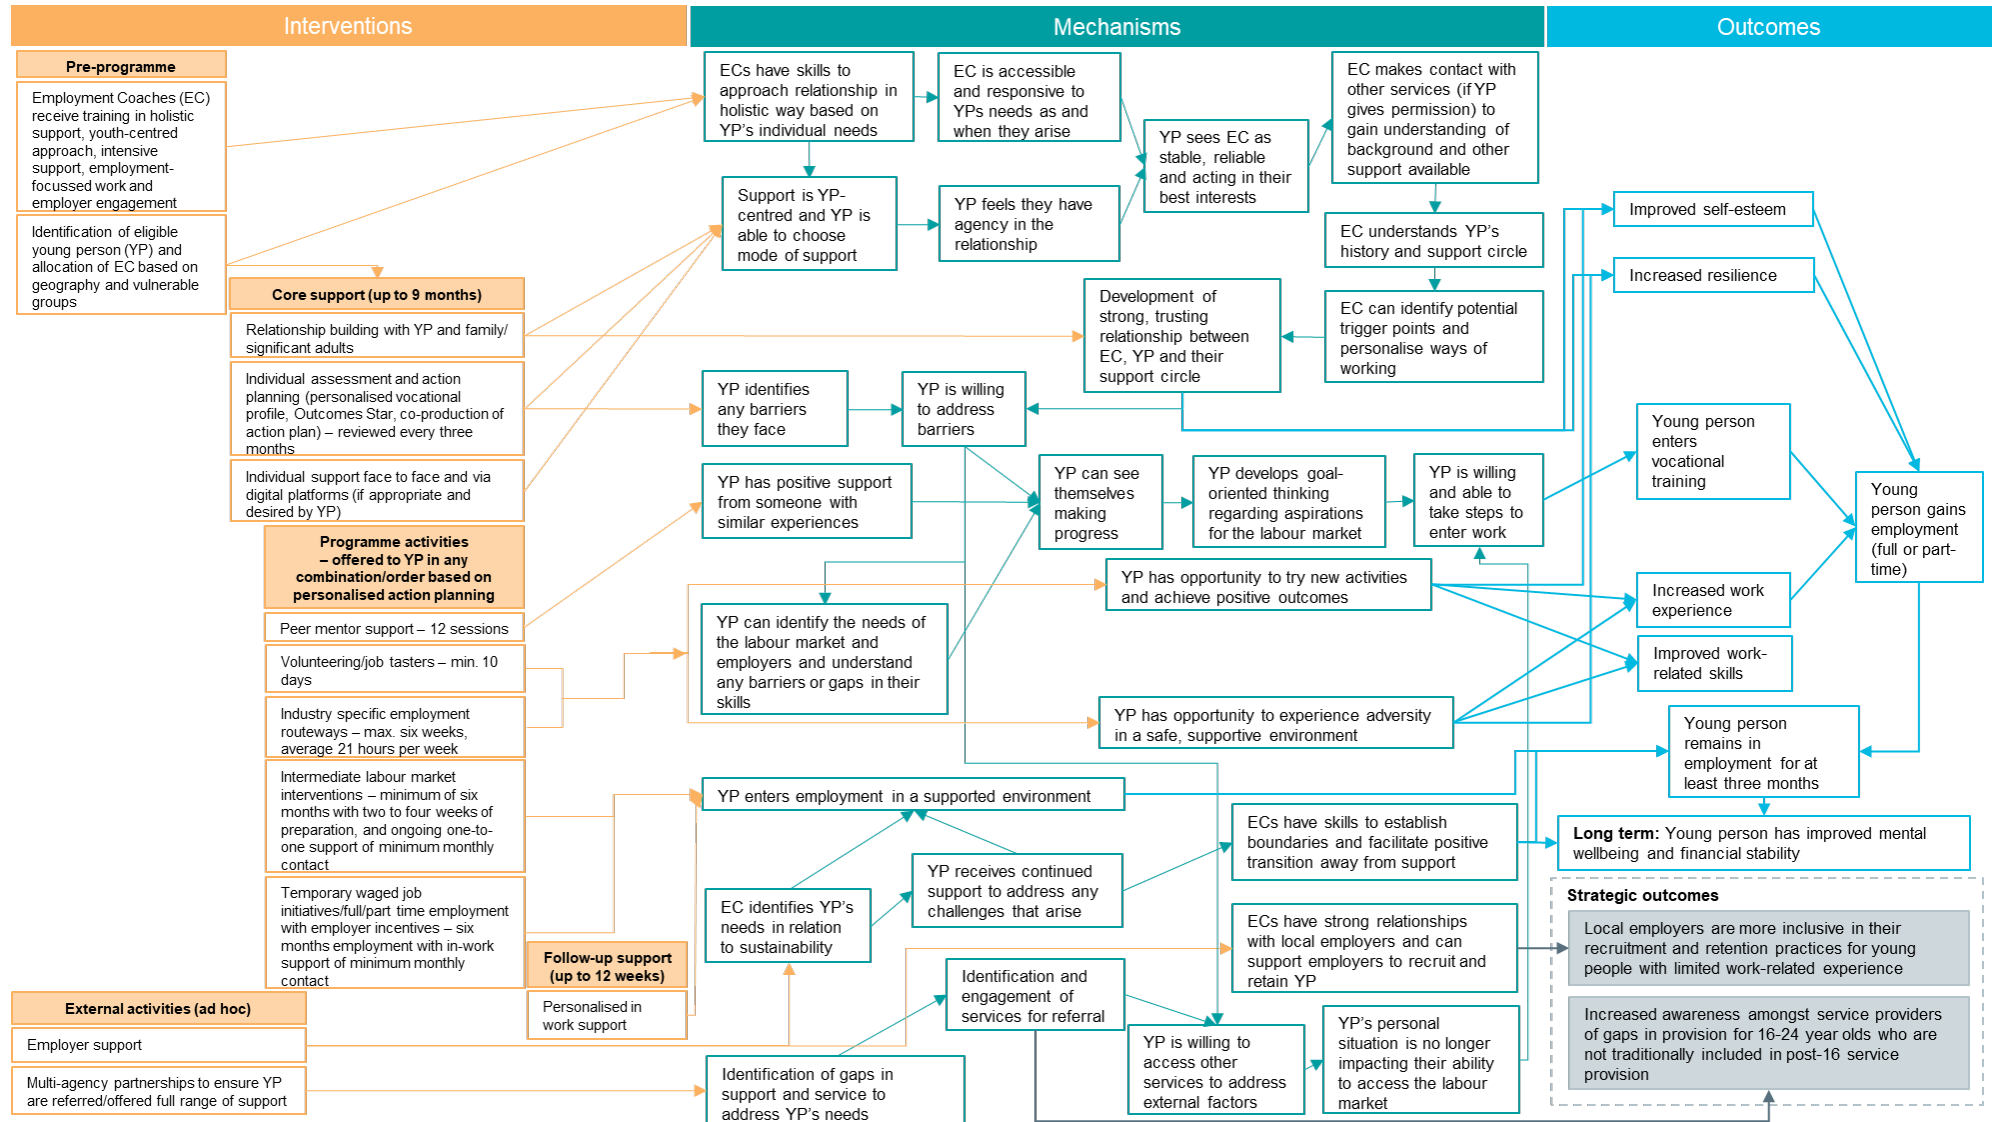 Interventions
Mechanisms
Outcomes
Pre-programme
Employment Coaches (EC)
receive training in holistic
support, youth-centred
approach, intensive
support, employment-
focussed work and
employer engagement
Identification of eligible
young person (YP) and
allocation of EC based on
geography and vulnerable
groups
Core support (up to 9 months)
Relationship building with YP and family/
significant adults
Individual assessment and action
planning (personalised vocational
profile, Outcomes Star, co-production of
action plan) – reviewed every three
months
Individual support face to face and via
digital platforms (if appropriate and
desired by YP)
Programme activities
– offered to YP in any
combination/order based on
personalised action planning
Peer mentor support – 12 sessions
Volunteering/job tasters – min. 10
days
Industry specific employment
routeways – max. six weeks,
average 21 hours per week
Intermediate labour market
interventions – minimum of six
months with two to four weeks of
preparation, and ongoing one-to-
one support of minimum monthly
contact
Temporary waged job
initiatives/full/part time employment
with employer incentives – six
months employment with in-work
support of minimum monthly
contact
Follow-up support
(up to 12 weeks)
Personalised in
work support
External activities (ad hoc)
Employer support
Multi-agency partnerships to ensure YP
are referred/offered full range of support
ECs have skills to
approach relationship in
holistic way based on
YP's individual needs
EC is accessible
and responsive to
YPs needs as and
when they arise
Support is YP-
centred and YP is
able to choose
mode of support
YP feels they have
agency in the
relationship
YP sees EC as
stable, reliable
and acting in their
best interests
EC makes contact with
other services (if YP
gives permission) to
gain understanding of
background and other
support available
EC understands YP's
history and support circle
EC can identify potential
trigger points and
personalise ways of
working
Development of
strong, trusting
relationship between
EC, YP and their
support circle
YP identifies
any barriers
they face
YP is willing
to address
barriers
YP has positive support
from someone with
similar experiences
YP can see
themselves
making
progress
YP develops goal-
oriented thinking
regarding aspirations
for the labour market
YP is willing
and able to
take steps to
enter work
YP has opportunity to try new activities
and achieve positive outcomes
YP can identify the needs of
the labour market and
employers and understand
any barriers or gaps in their
skills
YP has opportunity to experience adversity
in a safe, supportive environment
YP enters employment in a supported environment
EC identifies YP's
needs in relation
to sustainability
YP receives continued
support to address any
challenges that arise
ECs have skills to establish
boundaries and facilitate positive
transition away from support
ECs have strong relationships
with local employers and can
support employers to recruit and
retain YP
Identification and
engagement of
services for referral
Identification of gaps in
support and service to
address YP's needs
YP is willing to
access other
services to address
external factors
YP's personal
situation is no longer
impacting their ability
to access the labour
market
Improved self-esteem
Increased resilience
Young person
enters
vocational
training
Young
person gains
employment
(full or part-
time)
Increased work
experience
Improved work-
related skills
Young person
remains in
employment for at
least three months
Long term: Young person has improved mental
wellbeing and financial stability
Strategic outcomes
Local employers are more inclusive in their
recruitment and retention practices for young
people with limited work-related experience
Increased awareness amongst service providers
of gaps in provision for 16-24 year olds who are
not traditionally included in post-16 service
provision